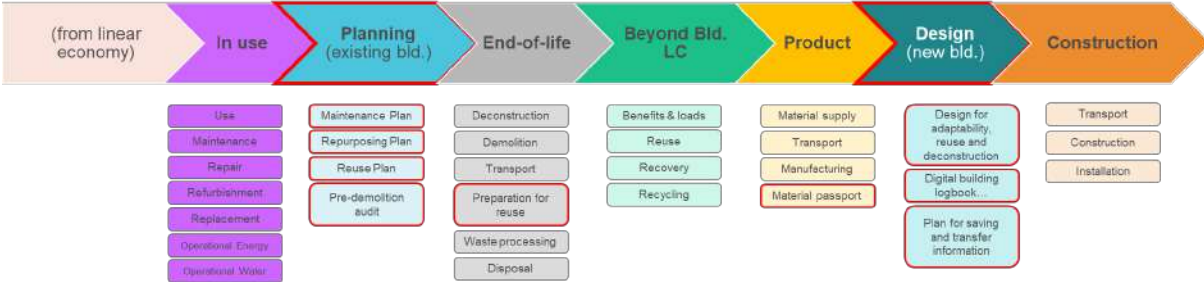 (from linear
economy)
In use
Planning
(existing bld.)
End-of-life
Beyond Bld.
LC
Product
Design
(new bld.)
Construction
Use
Maintenance
Repair
Refurbishment
Replacement
Operational Energy
Operational Water
Maintenance Plan
Repurposing Plan
Reuse Plan
Pre-demolition
audit
Deconstruction
Demolition
Transport
Preparation for
reuse
Waste processing
Disposal
Benefits & loads
Reuse
Recovery
Recycling
Material supply
Transport
Manufacturing
Material passport
Design for
adaptability,
reuse and
deconstruction
Digital building
logbook...
Plan for saving
and transfer
information
Transport
Construction
Installation